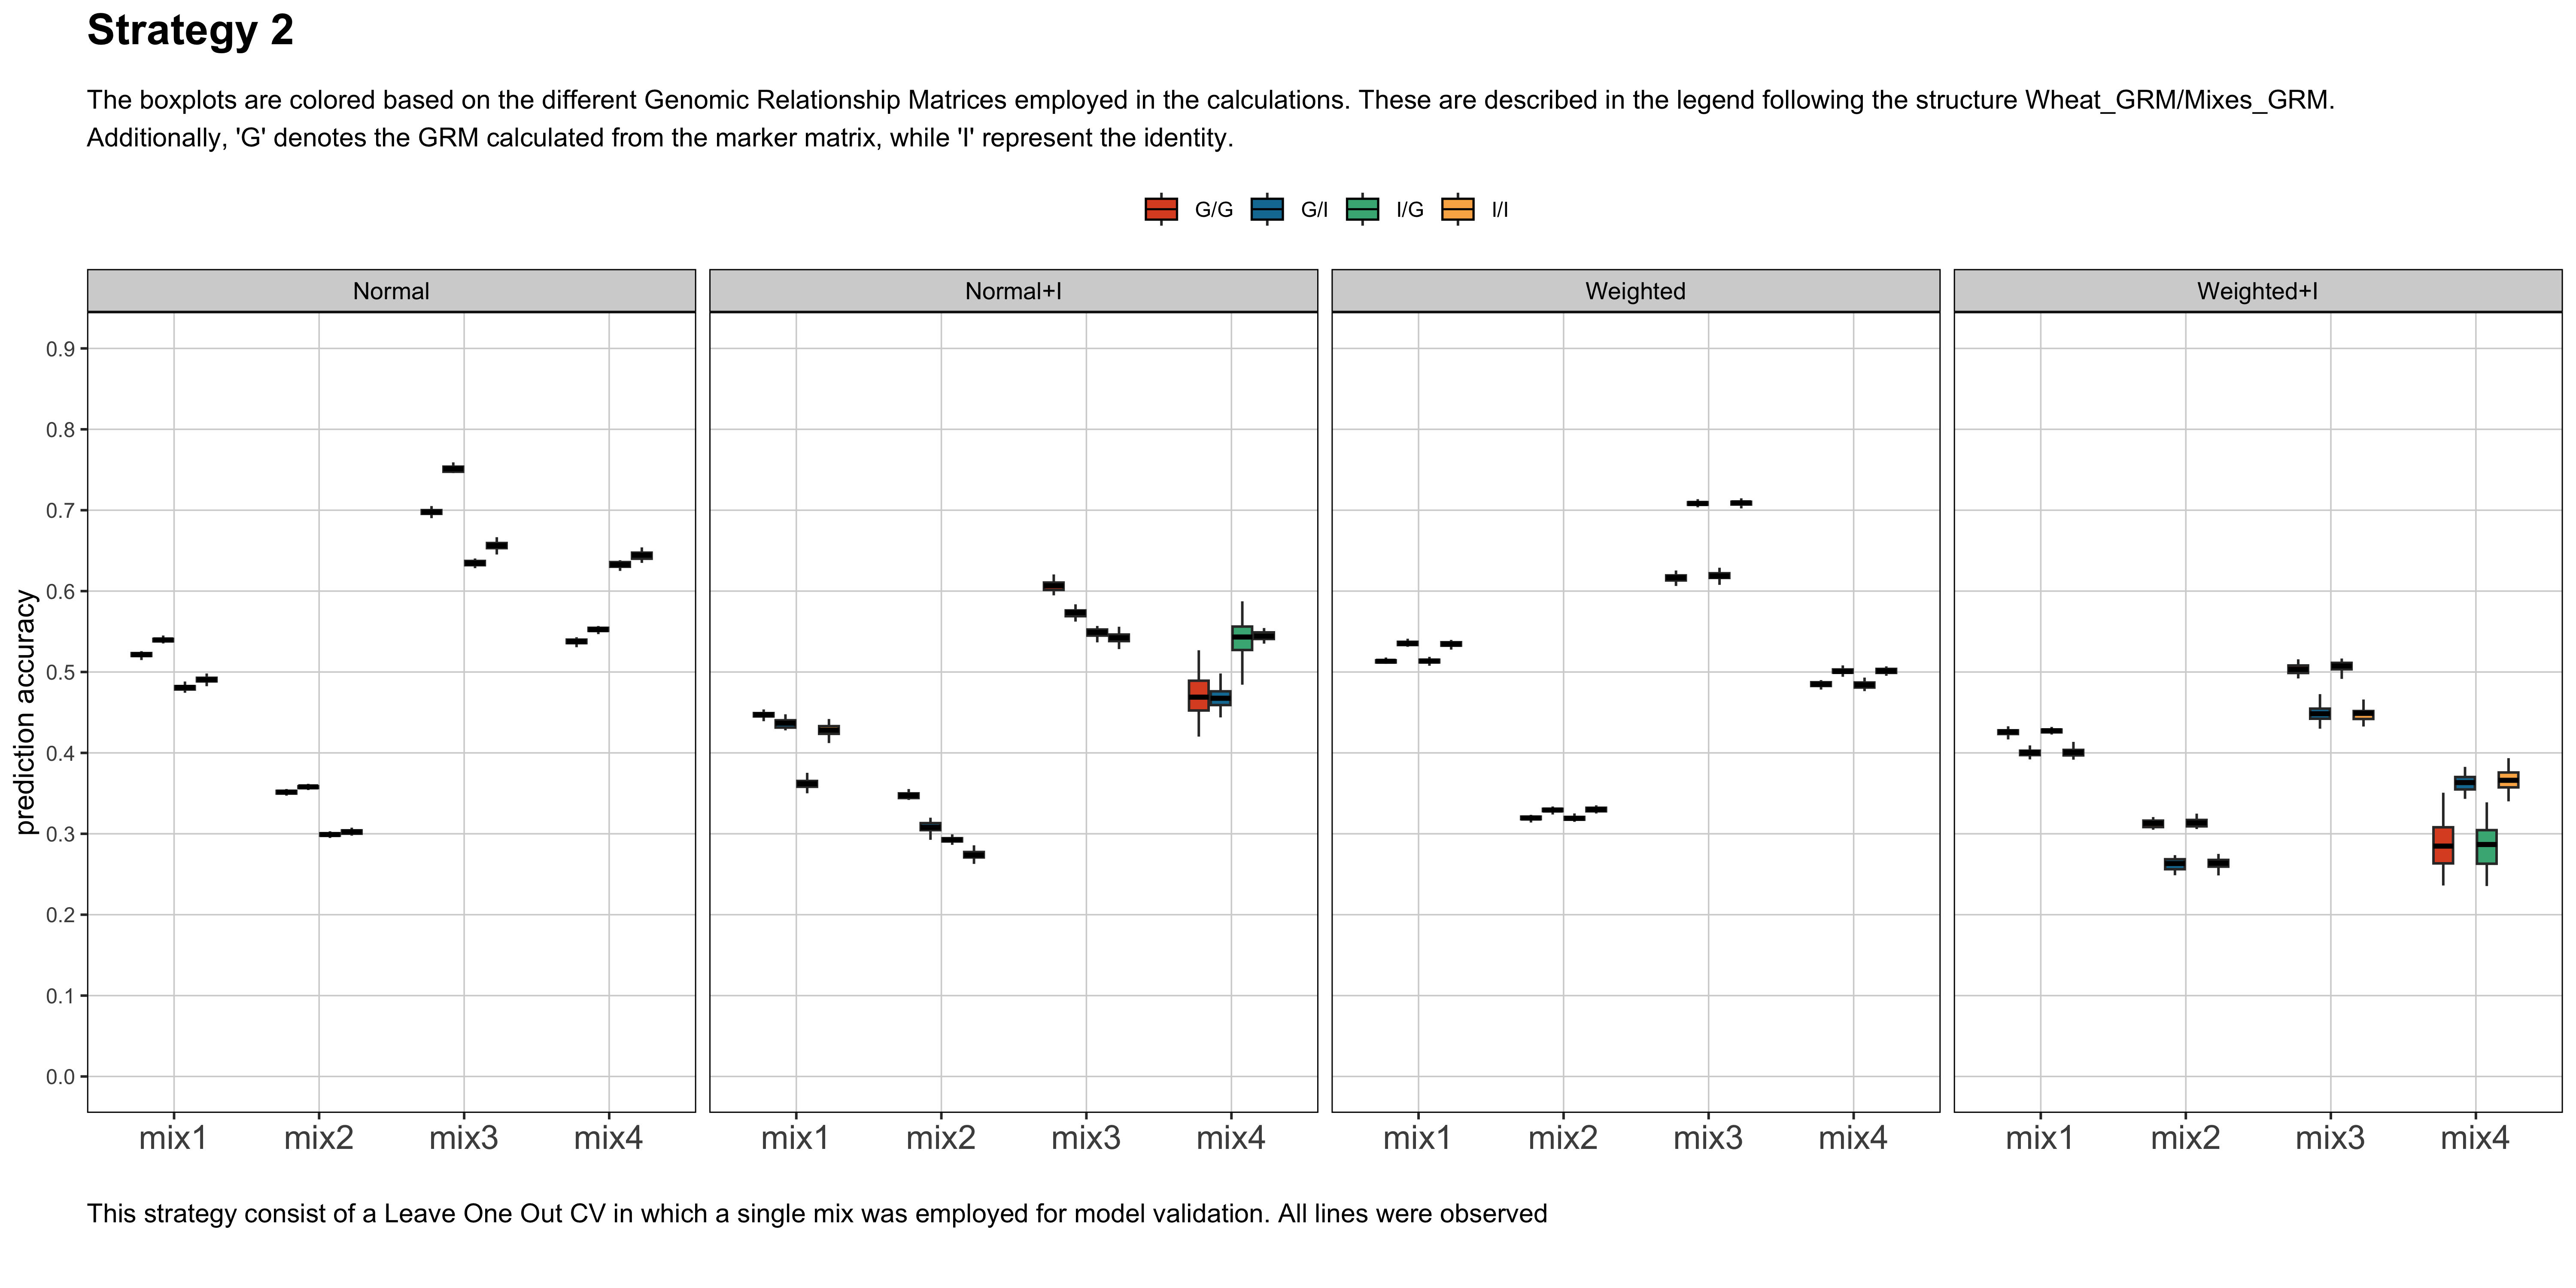 Strategy 2
The boxplots are colored based on the different Genomic Relationship Matrices employed in the calculations. These are described in the legend following the structure Wheat_GRM/Mixes_GRM.
Additionally, 'G' denotes the GRM calculated from the marker matrix, while 'I' represent the identity.
G/G G/I I/G I/I
Normal Normal+I Weighted Weighted+I
prediction accuracy
0.9
0.8
0.7
0.6
0.5
0.4
0.3
0.2
0.1
0.0
mix1 mix2 mix3 mix4 mix1 mix2 mix3 mix4 mix1 mix2 mix3 mix4 mix1 mix2 mix3 mix4
This strategy consist of a Leave One Out CV in which a single mix was employed for model validation. All lines were observed